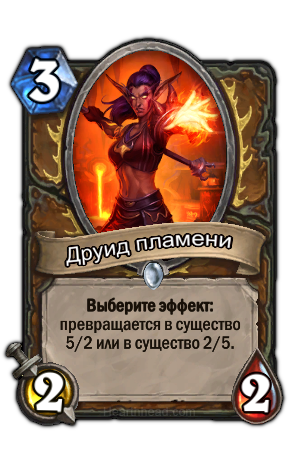 3
Друид пламени
Выберите эффект:
превращается в существо
5/2 или в существо 2/5.
2
2